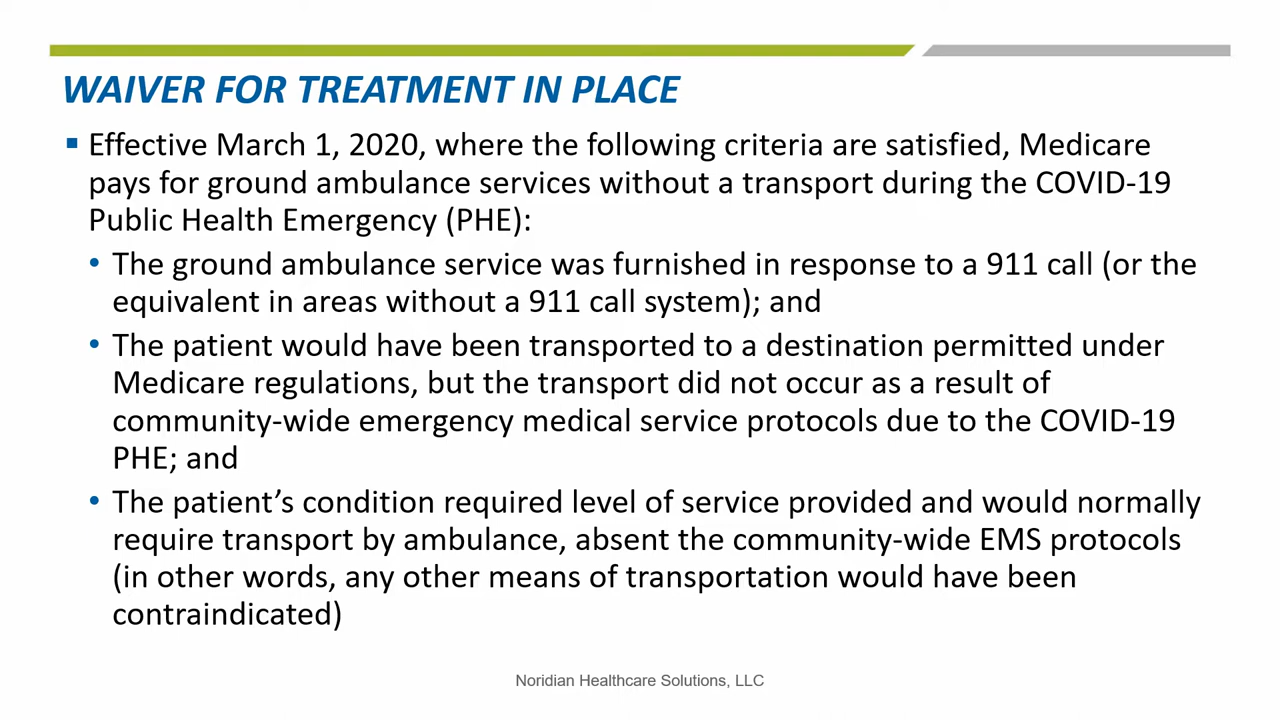 WAIVER FOR TREATMENT IN PLACE
▪ Effective March 1, 2020, where the following criteria are satisfied, Medicare
pays for ground ambulance services without a transport during the COVID-19
Public Health Emergency (PHE):
• The ground ambulance service was furnished in response to a 911 call (or the
equivalent in areas without a 911 call system); and
• The patient would have been transported to a destination permitted under
Medicare regulations, but the transport did not occur as a result of
community-wide emergency medical service protocols due to the COVID-19
PHE; and
• The patient’s condition required level of service provided and would normally
require transport by ambulance, absent the community-wide EMS protocols
(in other words, any other means of transportation would have been
contraindicated)
Noridian Healthcare Solutions, LLC